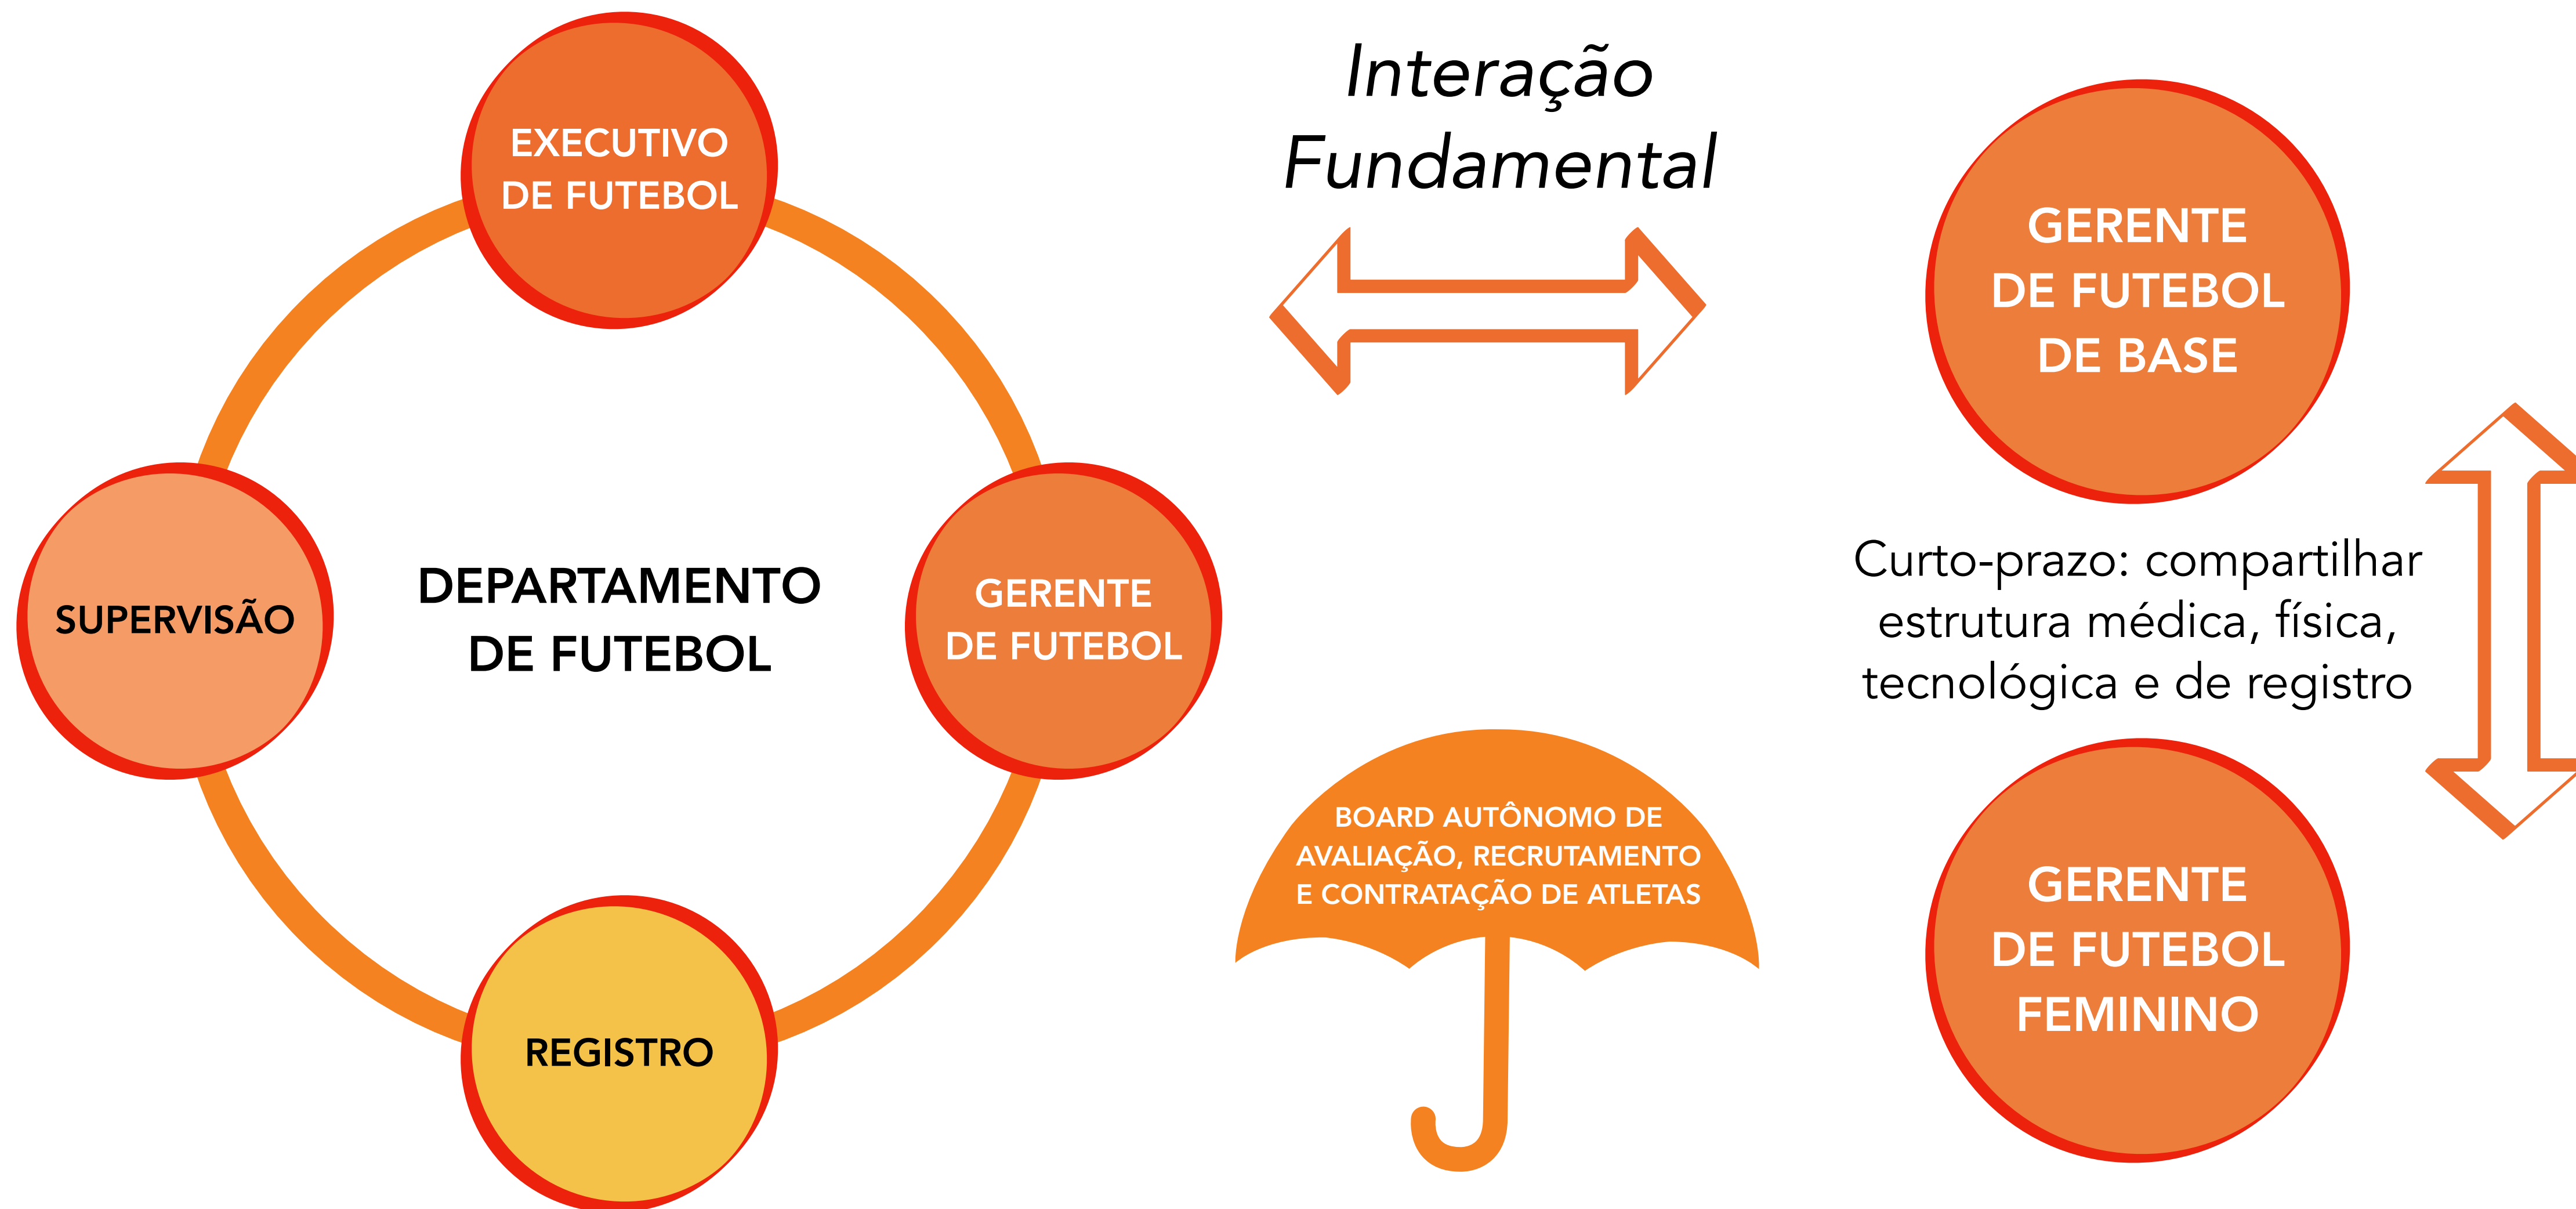 EXECUTIVO
DE FUTEBOL
SUPERVISÃO
DEPARTAMENTO
DE FUTEBOL
GERENTE
DE FUTEBOL
REGISTRO
Interação
Fundamental
BOARD AUTÔNOMO DE
AVALIAÇÃO, RECRUTAMENTO
E CONTRATAÇÃO DE ATLETAS
GERENTE
DE FUTEBOL
DE BASE
Curto-prazo: compartilhar
estrutura médica, física,
tecnológica e de registro
GERENTE
DE FUTEBOL
FEMININO